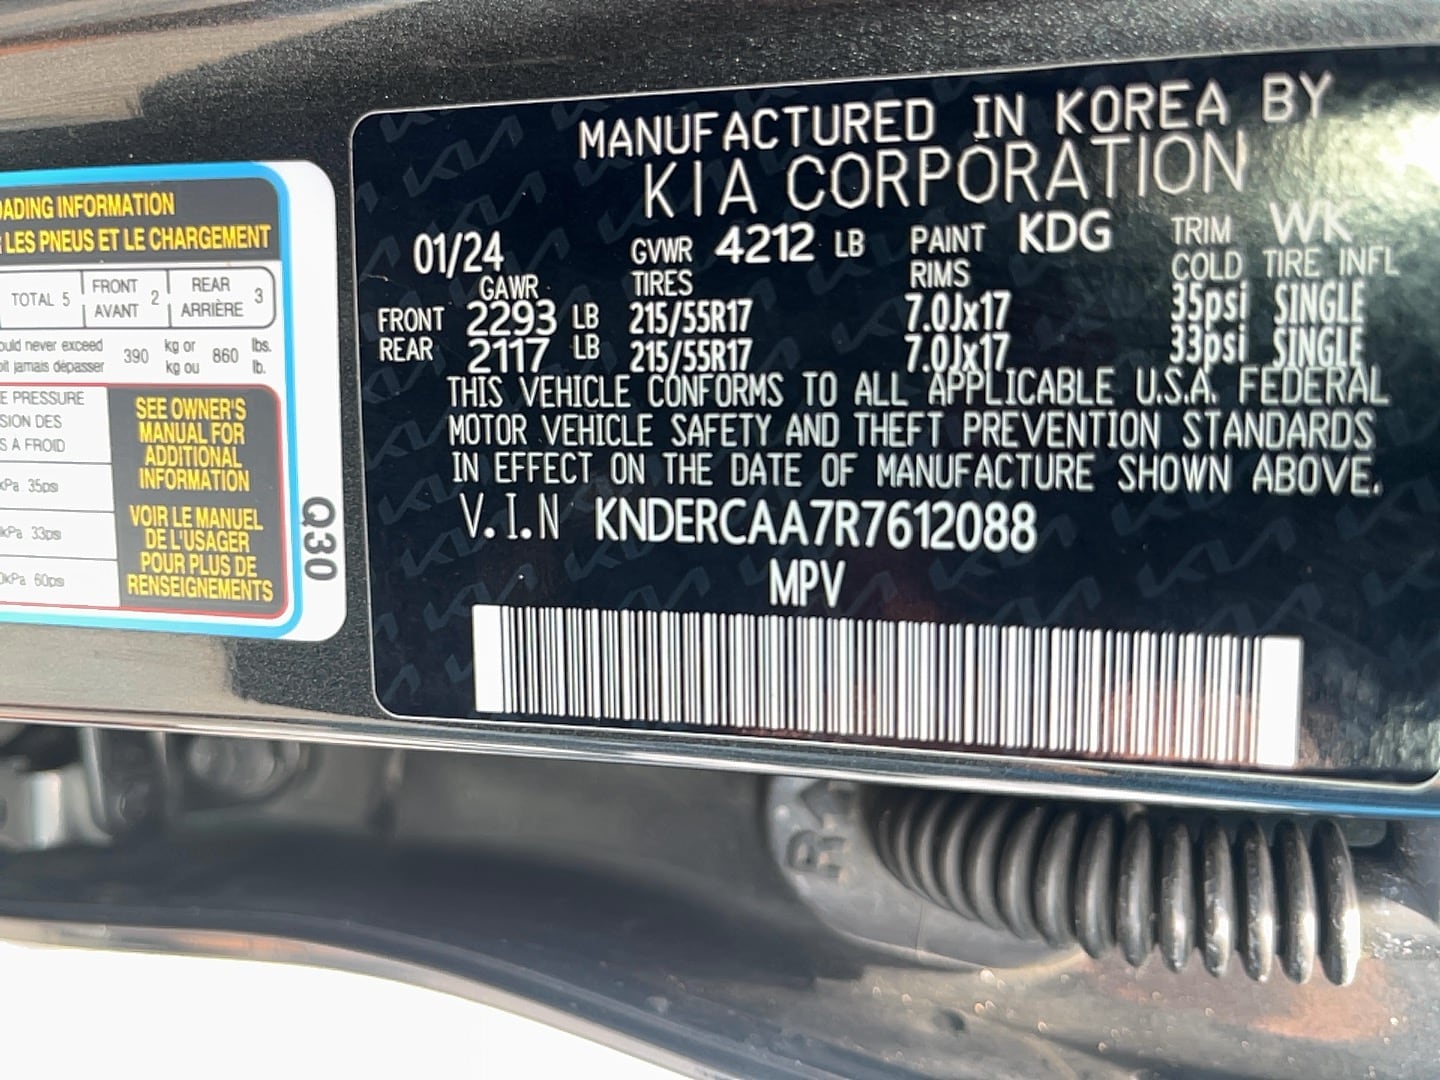 ADING INFORMATION
LES PNEUS ET LE CHARGEMENT
TOTAL 5 FRONT AVANT 2 REAR ARRIÈRE 3
should never exceed
jamais dépasser
390 kg or kg ou 860 lbs. lb.
PRESSURE
DES
A FROID
kPa 35psi
kPa 33psi
kPa 60psi
SEE OWNER'S
MANUAL FOR
ADDITIONAL
INFORMATION
VOIR LE MANUEL
DE L'USAGER
POUR PLUS DE
RENSEIGNEMENTS
Q30
MANUFACTURED IN KOREA BY
KIA CORPORATION
01/24 GVWR 4212 LB PAINT KDG TRIM WK
GAWR TIRES RIMS COLD TIRE INFL
FRONT 2293 LB 215/55R17 7.0Jx17 35psi SINGLE
REAR 2117 LB 215/55R17 7.0Jx17 33psi SINGLE
THIS VEHICLE CONFORMS TO ALL APPLICABLE U.S.A. FEDERAL
MOTOR VEHICLE SAFETY AND THEFT PREVENTION STANDARDS
IN EFFECT ON THE DATE OF MANUFACTURE SHOWN ABOVE.
V.I.N KNDERCAA7R7612088
MPV